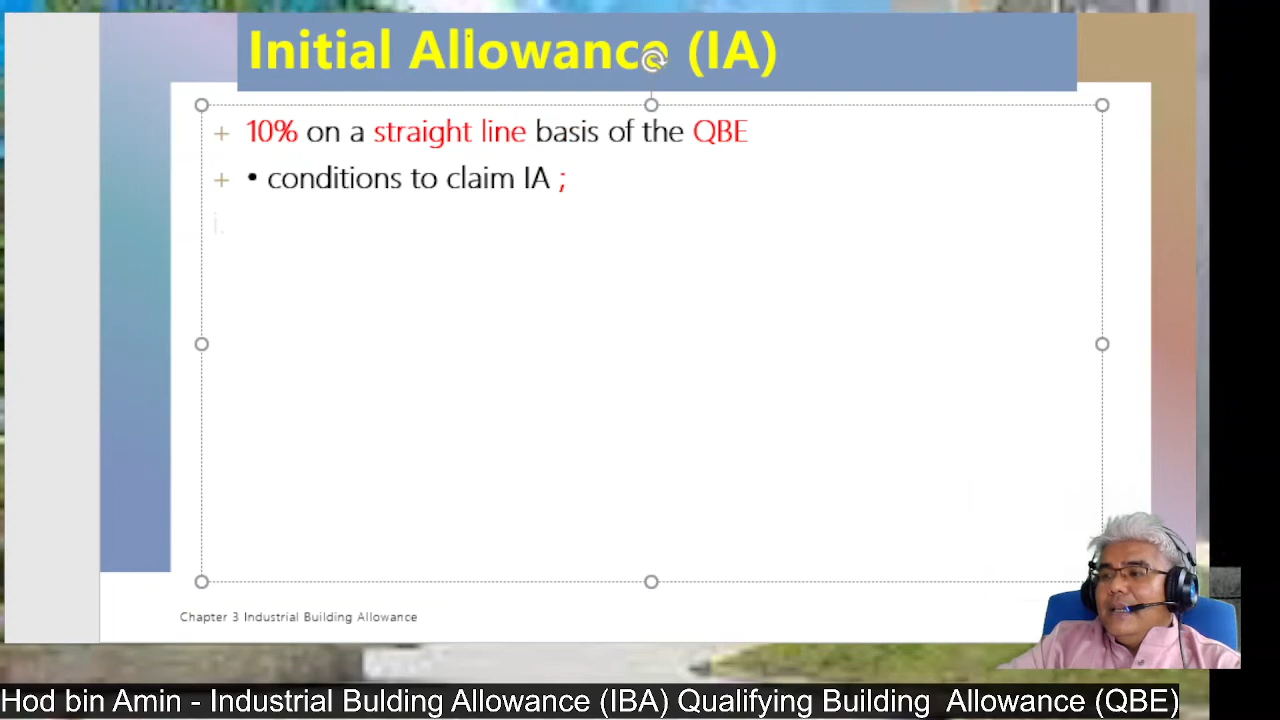 Initial Allowance (IA)
+ 10% on a straight line basis of the QBE
+ • conditions to claim IA ;
i.
Chapter 3 Industrial Building Allowance
Hod bin Amin - Industrial Bulding Allowance (IBA) Qualifying Building Allowance (QBE)